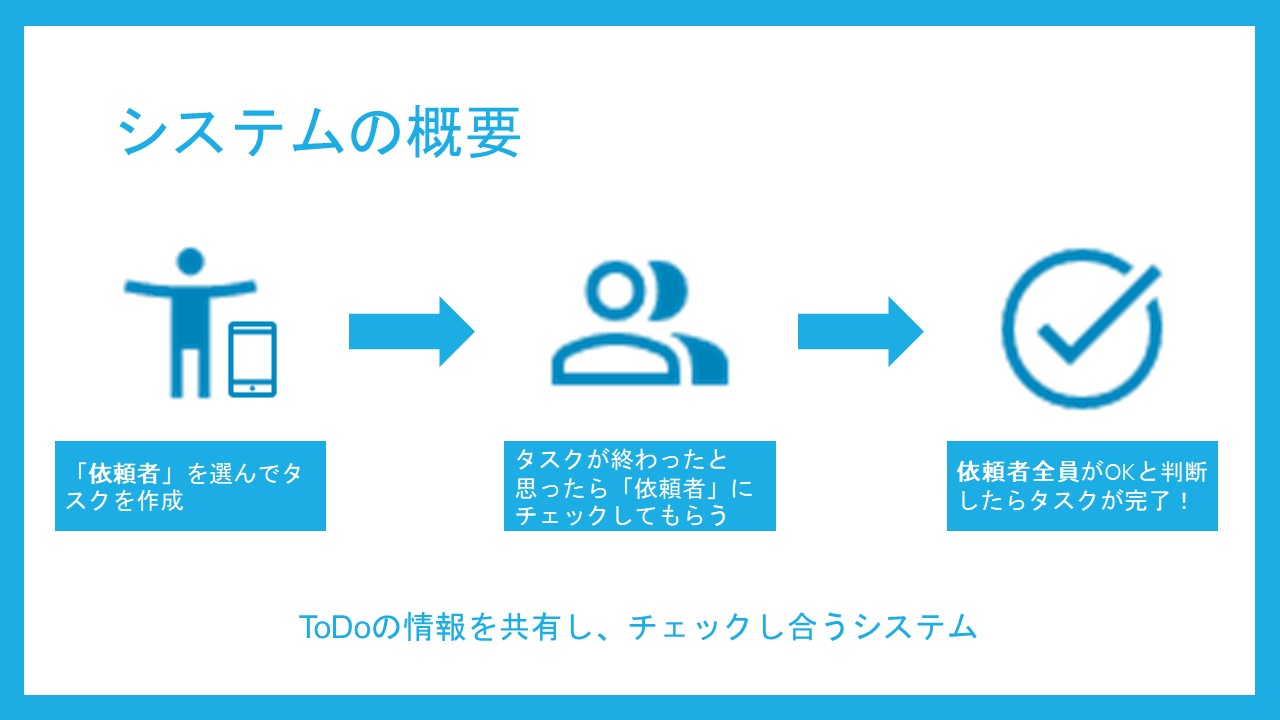 システムの概要
「依頼者」を選んでタ
スクを作成
タスクが終わったと
思ったら「依頼者」に
チェックしてもらう
依頼者全員がOKと判断
したらタスクが完了！
ToDoの情報を共有し、チェックし合うシステム